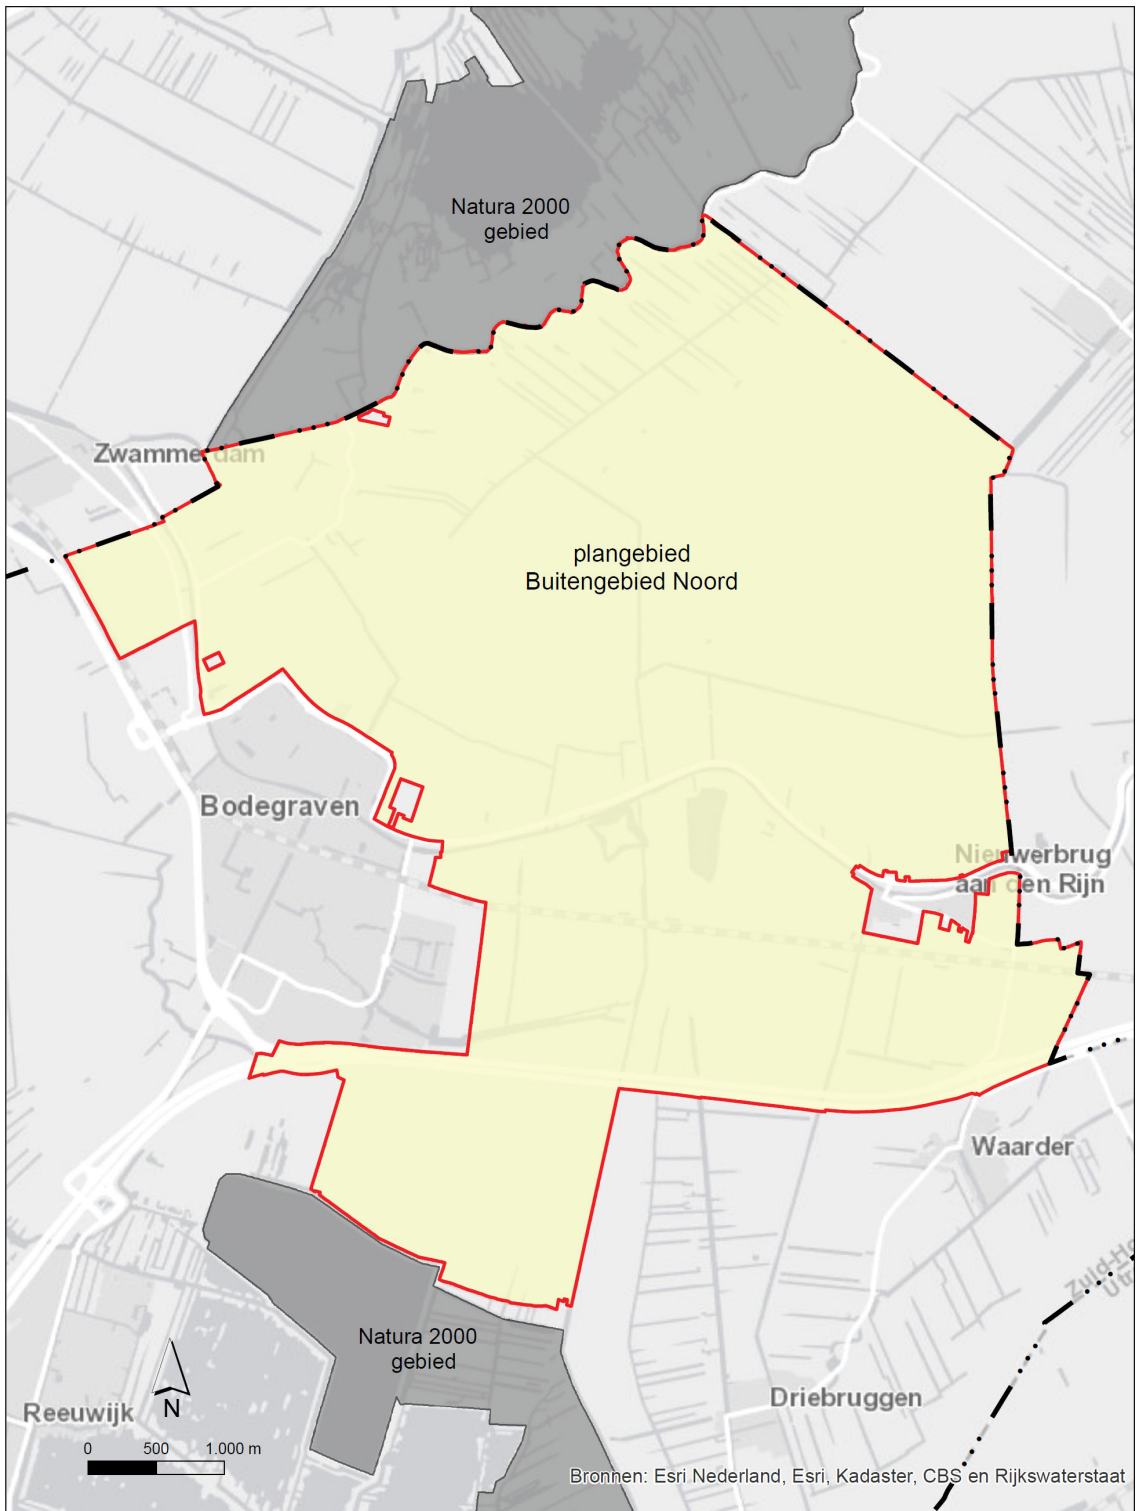 Natura 2000
gebied
Zwammerdam
plangebied
Buitengebied Noord
Bodegraven
Nieuwerbrug
aan den Rijn
Waarder
Natura 2000
gebied
Driebruggen
Reeuwijk
N
0 500 1.000 m
Bronnen: Esri Nederland, Esri, Kadaster, CBS en Rijkswaterstaat